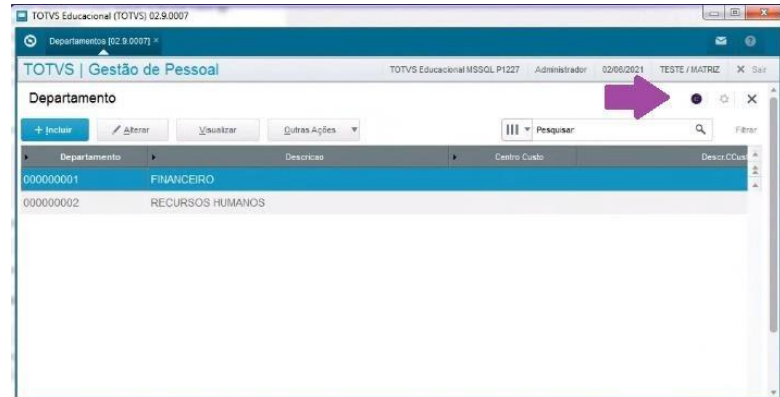 TOTVS Educacional (TOTVS) 02.9.0007
Departamentos [02.9.0007] ×
TOTVS | Gestão de Pessoal
TOTVS Educacional MSSQL P1227 Administrador 02/06/2021 TESTE / MATRIZ X Sair
Departamento
+ Incluir Alterar Visualizar Outras Ações Pesquisar Filtrar
Departamento Descricao Centro Custo Descr.CCust
000000001 FINANCEIRO
000000002 RECURSOS HUMANOS